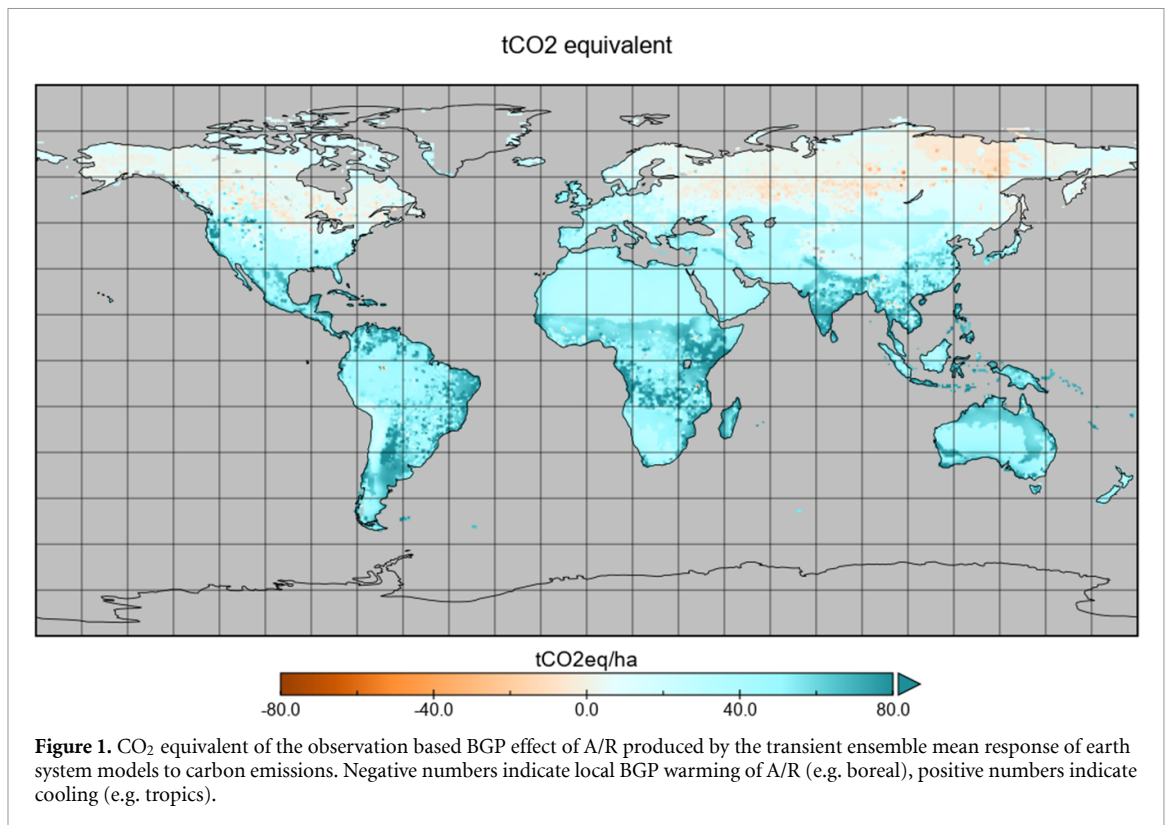 tCO2 equivalent
tCO2eq/ha
-80.0 -40.0 0.0 40.0 80.0
Figure 1. CO₂ equivalent of the observation based BGP effect of A/R produced by the transient ensemble mean response of earth
system models to carbon emissions. Negative numbers indicate local BGP warming of A/R (e.g. boreal), positive numbers indicate
cooling (e.g. tropics).